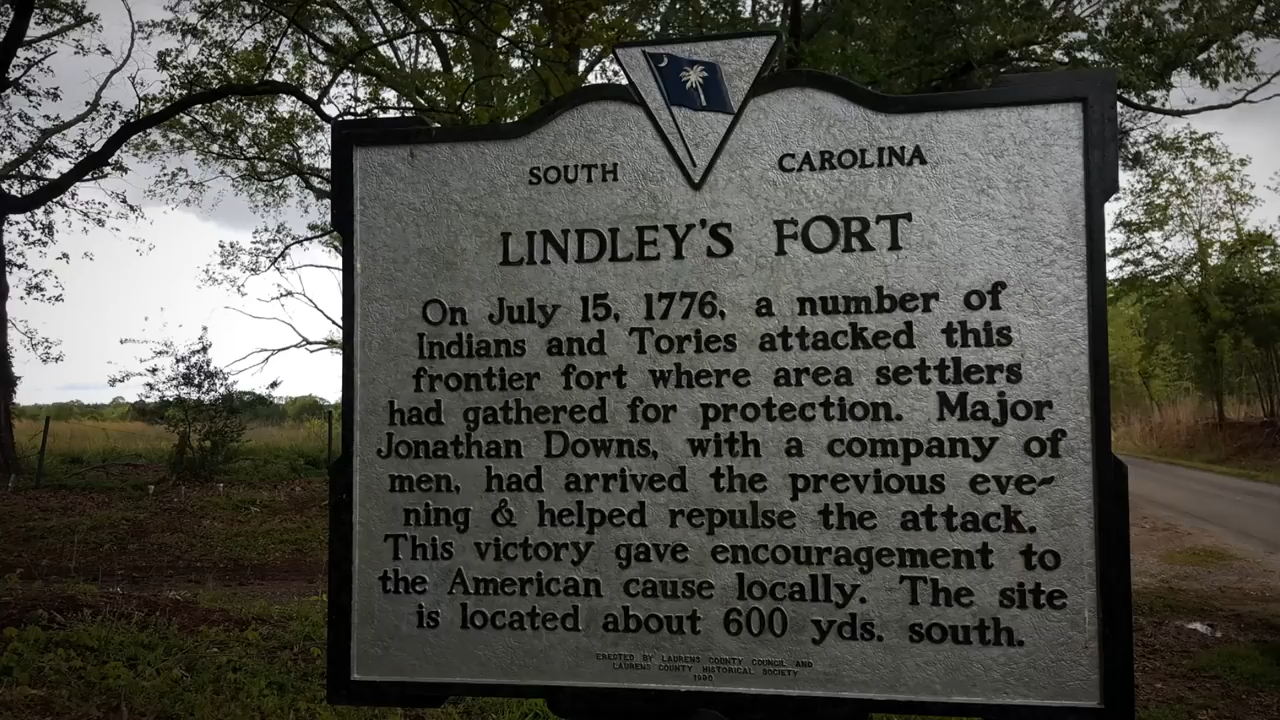 SOUTH CAROLINA
LINDLEY'S FORT
On July 15, 1776, a number of
Indians and Tories attacked this
frontier fort where area settlers
had gathered for protection. Major
Jonathan Downs, with a company of
men, had arrived the previous eve-
ning & helped repulse the attack.
This victory gave encouragement to
the American cause locally. The site
is located about 600 yds. south.
ERECTED BY LAURENS COUNTY COUNCIL AND
LAURENS COUNTY HISTORICAL SOCIETY
1990